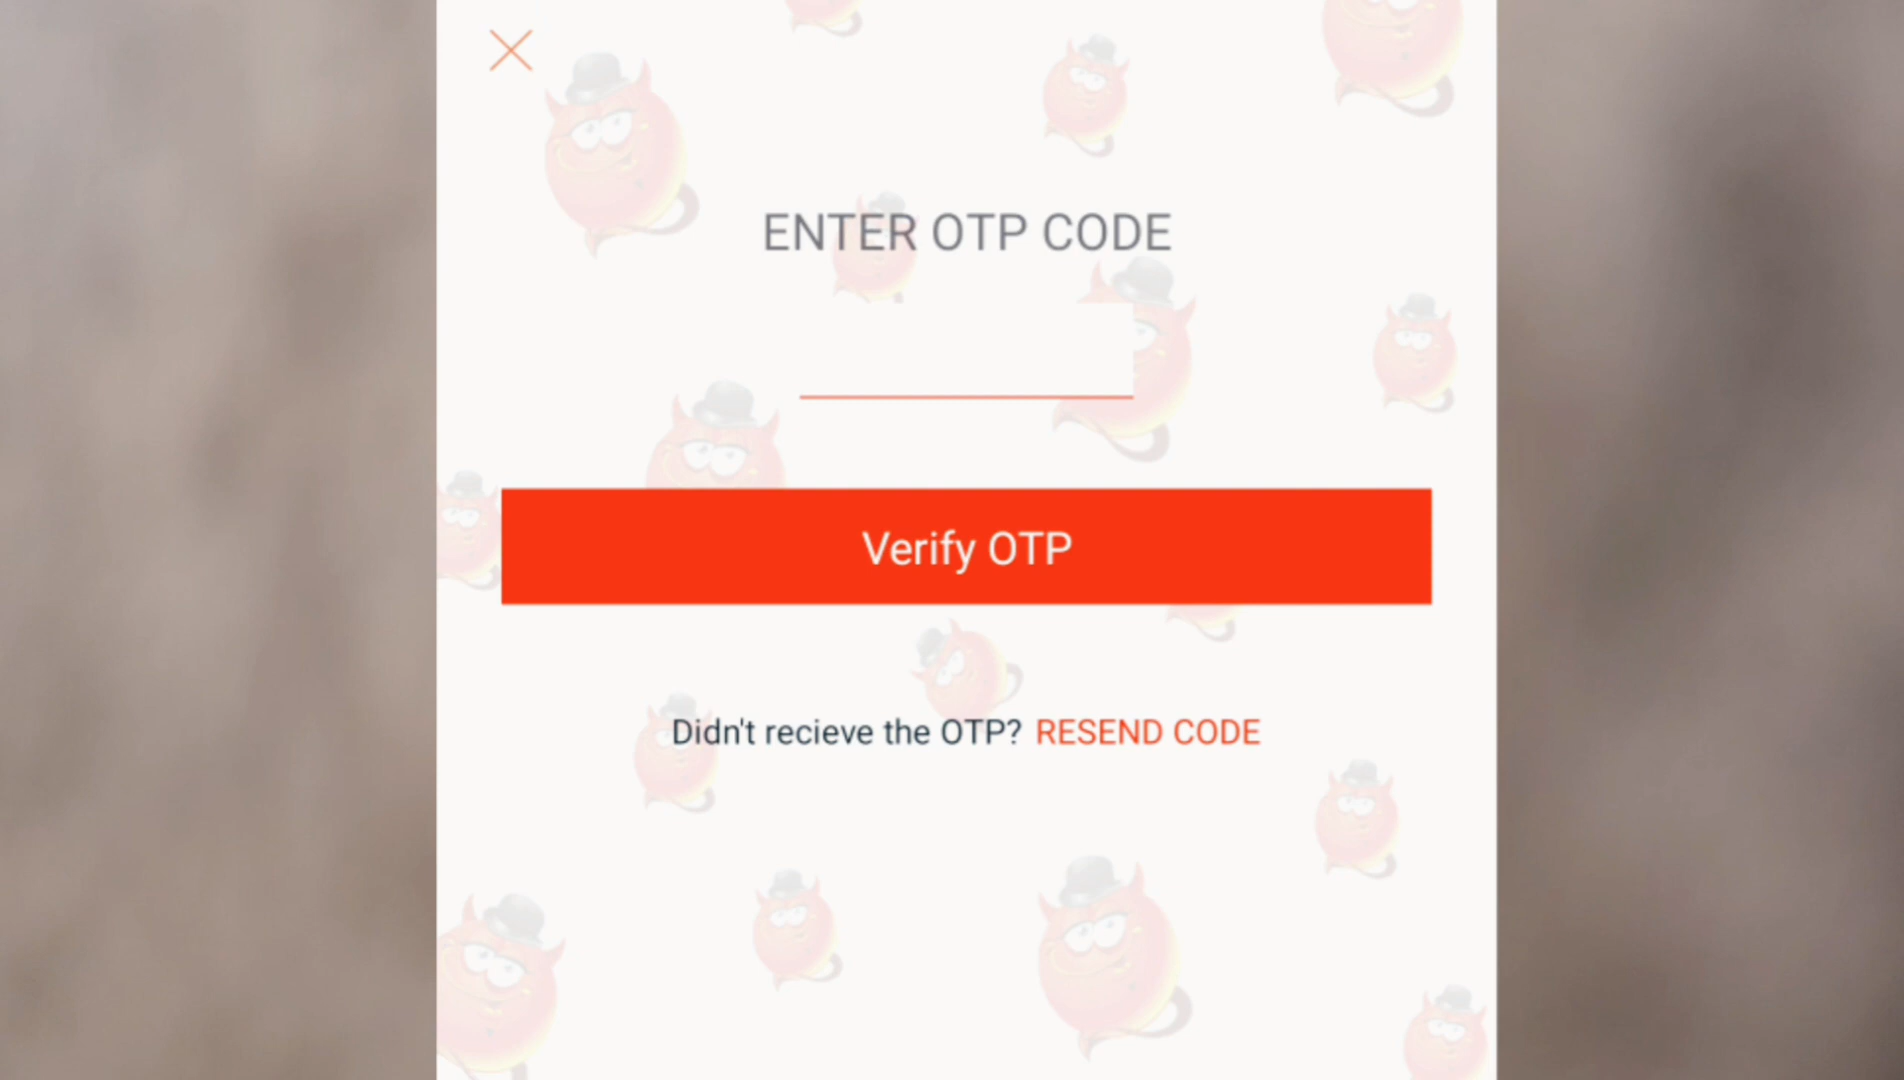 ENTER OTP CODE
Verify OTP
Didn't recieve the OTP? RESEND CODE